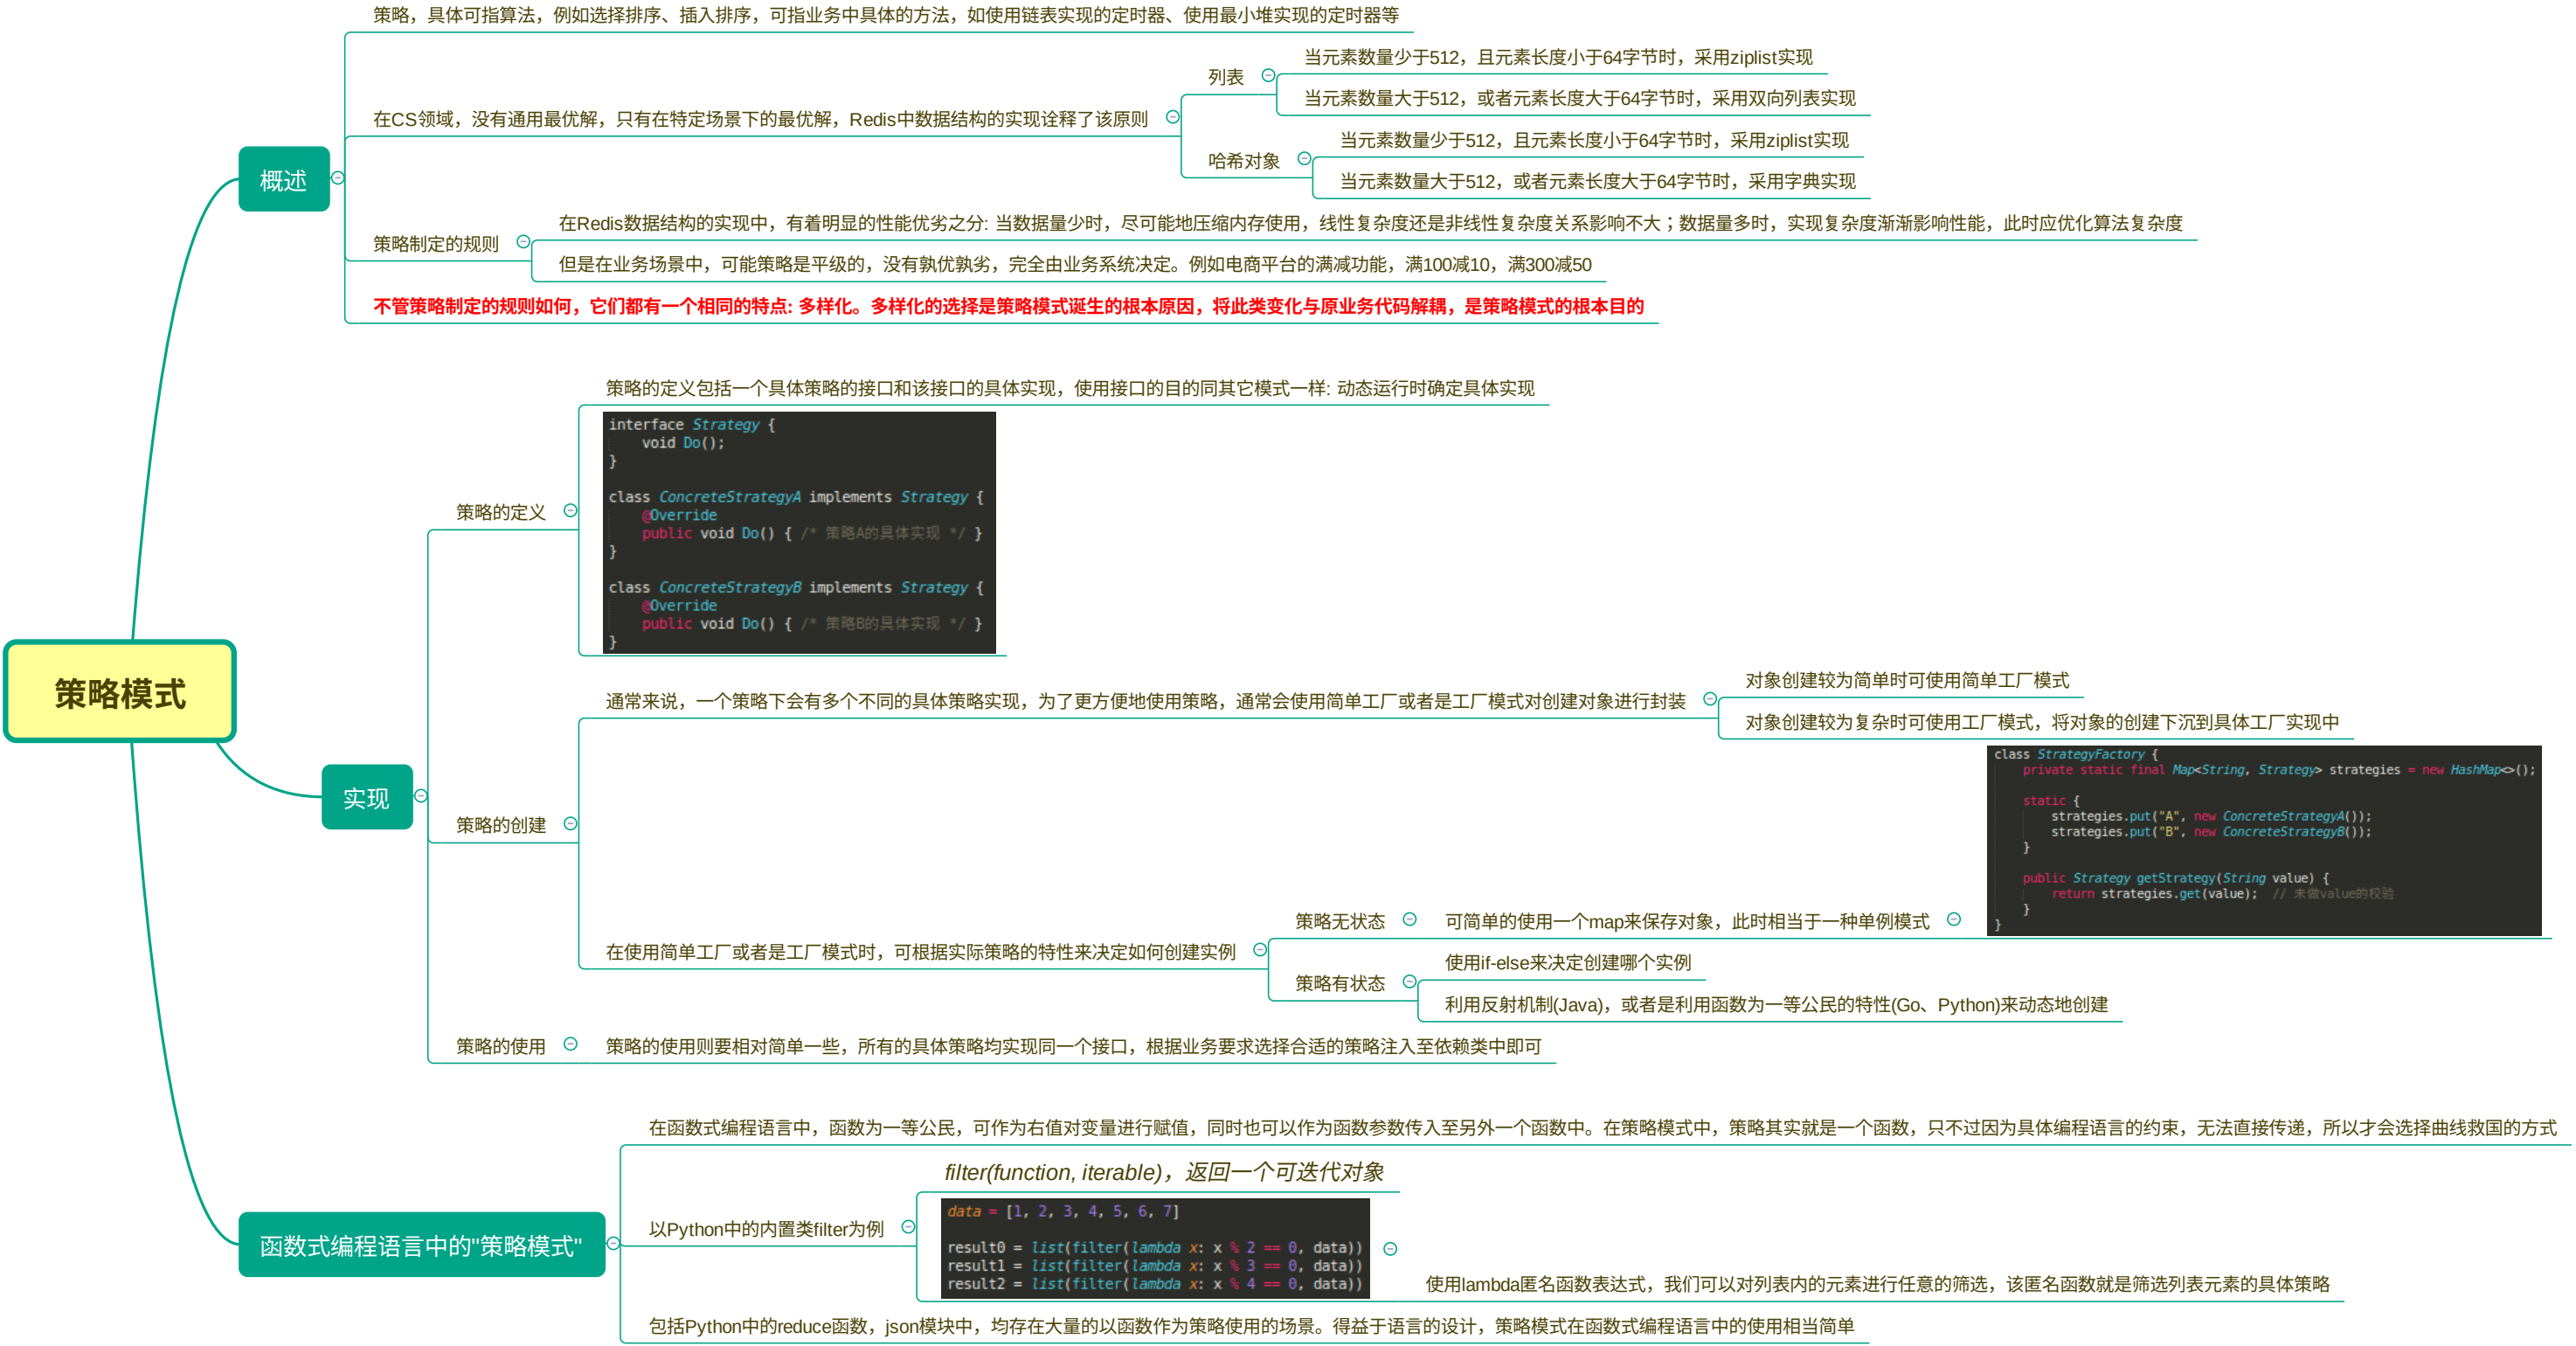 策略模式
概述
策略，具体可指算法，例如选择排序、插入排序，可指业务中具体的方法，如使用链表实现的定时器、使用最小堆实现的定时器等
在CS领域，没有通用最优解，只有在特定场景下的最优解，Redis中数据结构的实现诠释了该原则
列表
当元素数量少于512，且元素长度小于64字节时，采用ziplist实现
当元素数量大于512，或者元素长度大于64字节时，采用双向列表实现
哈希对象
当元素数量少于512，且元素长度小于64字节时，采用ziplist实现
当元素数量大于512，或者元素长度大于64字节时，采用字典实现
策略制定的规则
在Redis数据结构的实现中，有着明显的性能优劣之分: 当数据量少时，尽可能地压缩内存使用，线性复杂度还是非线性复杂度关系影响不大；数据量多时，实现复杂度渐渐影响性能，此时应优化算法复杂度
但是在业务场景中，可能策略是平级的，没有孰优孰劣，完全由业务系统决定。例如电商平台的满减功能，满100减10，满300减50
不管策略制定的规则如何，它们都有一个相同的特点: 多样化。多样化的选择是策略模式诞生的根本原因，将此类变化与原业务代码解耦，是策略模式的根本目的
实现
策略的定义
策略的定义包括一个具体策略的接口和该接口的具体实现，使用接口的目的同其它模式一样: 动态运行时确定具体实现
interface Strategy {
    void Do();
}
class ConcreteStrategyA implements Strategy {
    @Override
    public void Do() { /* 策略A的具体实现 */ }
}
class ConcreteStrategyB implements Strategy {
    @Override
    public void Do() { /* 策略B的具体实现 */ }
}
策略的创建
通常来说，一个策略下会有多个不同的具体策略实现，为了更方便地使用策略，通常会使用简单工厂或者是工厂模式对创建对象进行封装
对象创建较为简单时可使用简单工厂模式
对象创建较为复杂时可使用工厂模式，将对象的创建下沉到具体工厂实现中
在使用简单工厂或者是工厂模式时，可根据实际策略的特性来决定如何创建实例
策略无状态
可简单的使用一个map来保存对象，此时相当于一种单例模式
class StrategyFactory {
    private static final Map<String, Strategy> strategies = new HashMap<>();
    static {
        strategies.put("A", new ConcreteStrategyA());
        strategies.put("B", new ConcreteStrategyB());
    }
    public Strategy getStrategy(String value) {
        return strategies.get(value);  // 未做value的校验
    }
}
策略有状态
使用if-else来决定创建哪个实例
利用反射机制(Java)，或者是利用函数为一等公民的特性(Go、Python)来动态地创建
策略的使用
策略的使用则要相对简单一些，所有的具体策略均实现同一个接口，根据业务要求选择合适的策略注入至依赖类中即可
函数式编程语言中的"策略模式"
在函数式编程语言中，函数为一等公民，可作为右值对变量进行赋值，同时也可以作为函数参数传入至另外一个函数中。在策略模式中，策略其实就是一个函数，只不过因为具体编程语言的约束，无法直接传递，所以才会选择曲线救国的方式
以Python中的内置类filter为例
filter(function, iterable)，返回一个可迭代对象
data = [1, 2, 3, 4, 5, 6, 7]
result0 = list(filter(lambda x: x % 2 == 0, data))
result1 = list(filter(lambda x: x % 3 == 0, data))
result2 = list(filter(lambda x: x % 4 == 0, data))
使用lambda匿名函数表达式，我们可以对列表内的元素进行任意的筛选，该匿名函数就是筛选列表元素的具体策略
包括Python中的reduce函数，json模块中，均存在大量的以函数作为策略使用的场景。得益于语言的设计，策略模式在函数式编程语言中的使用相当简单